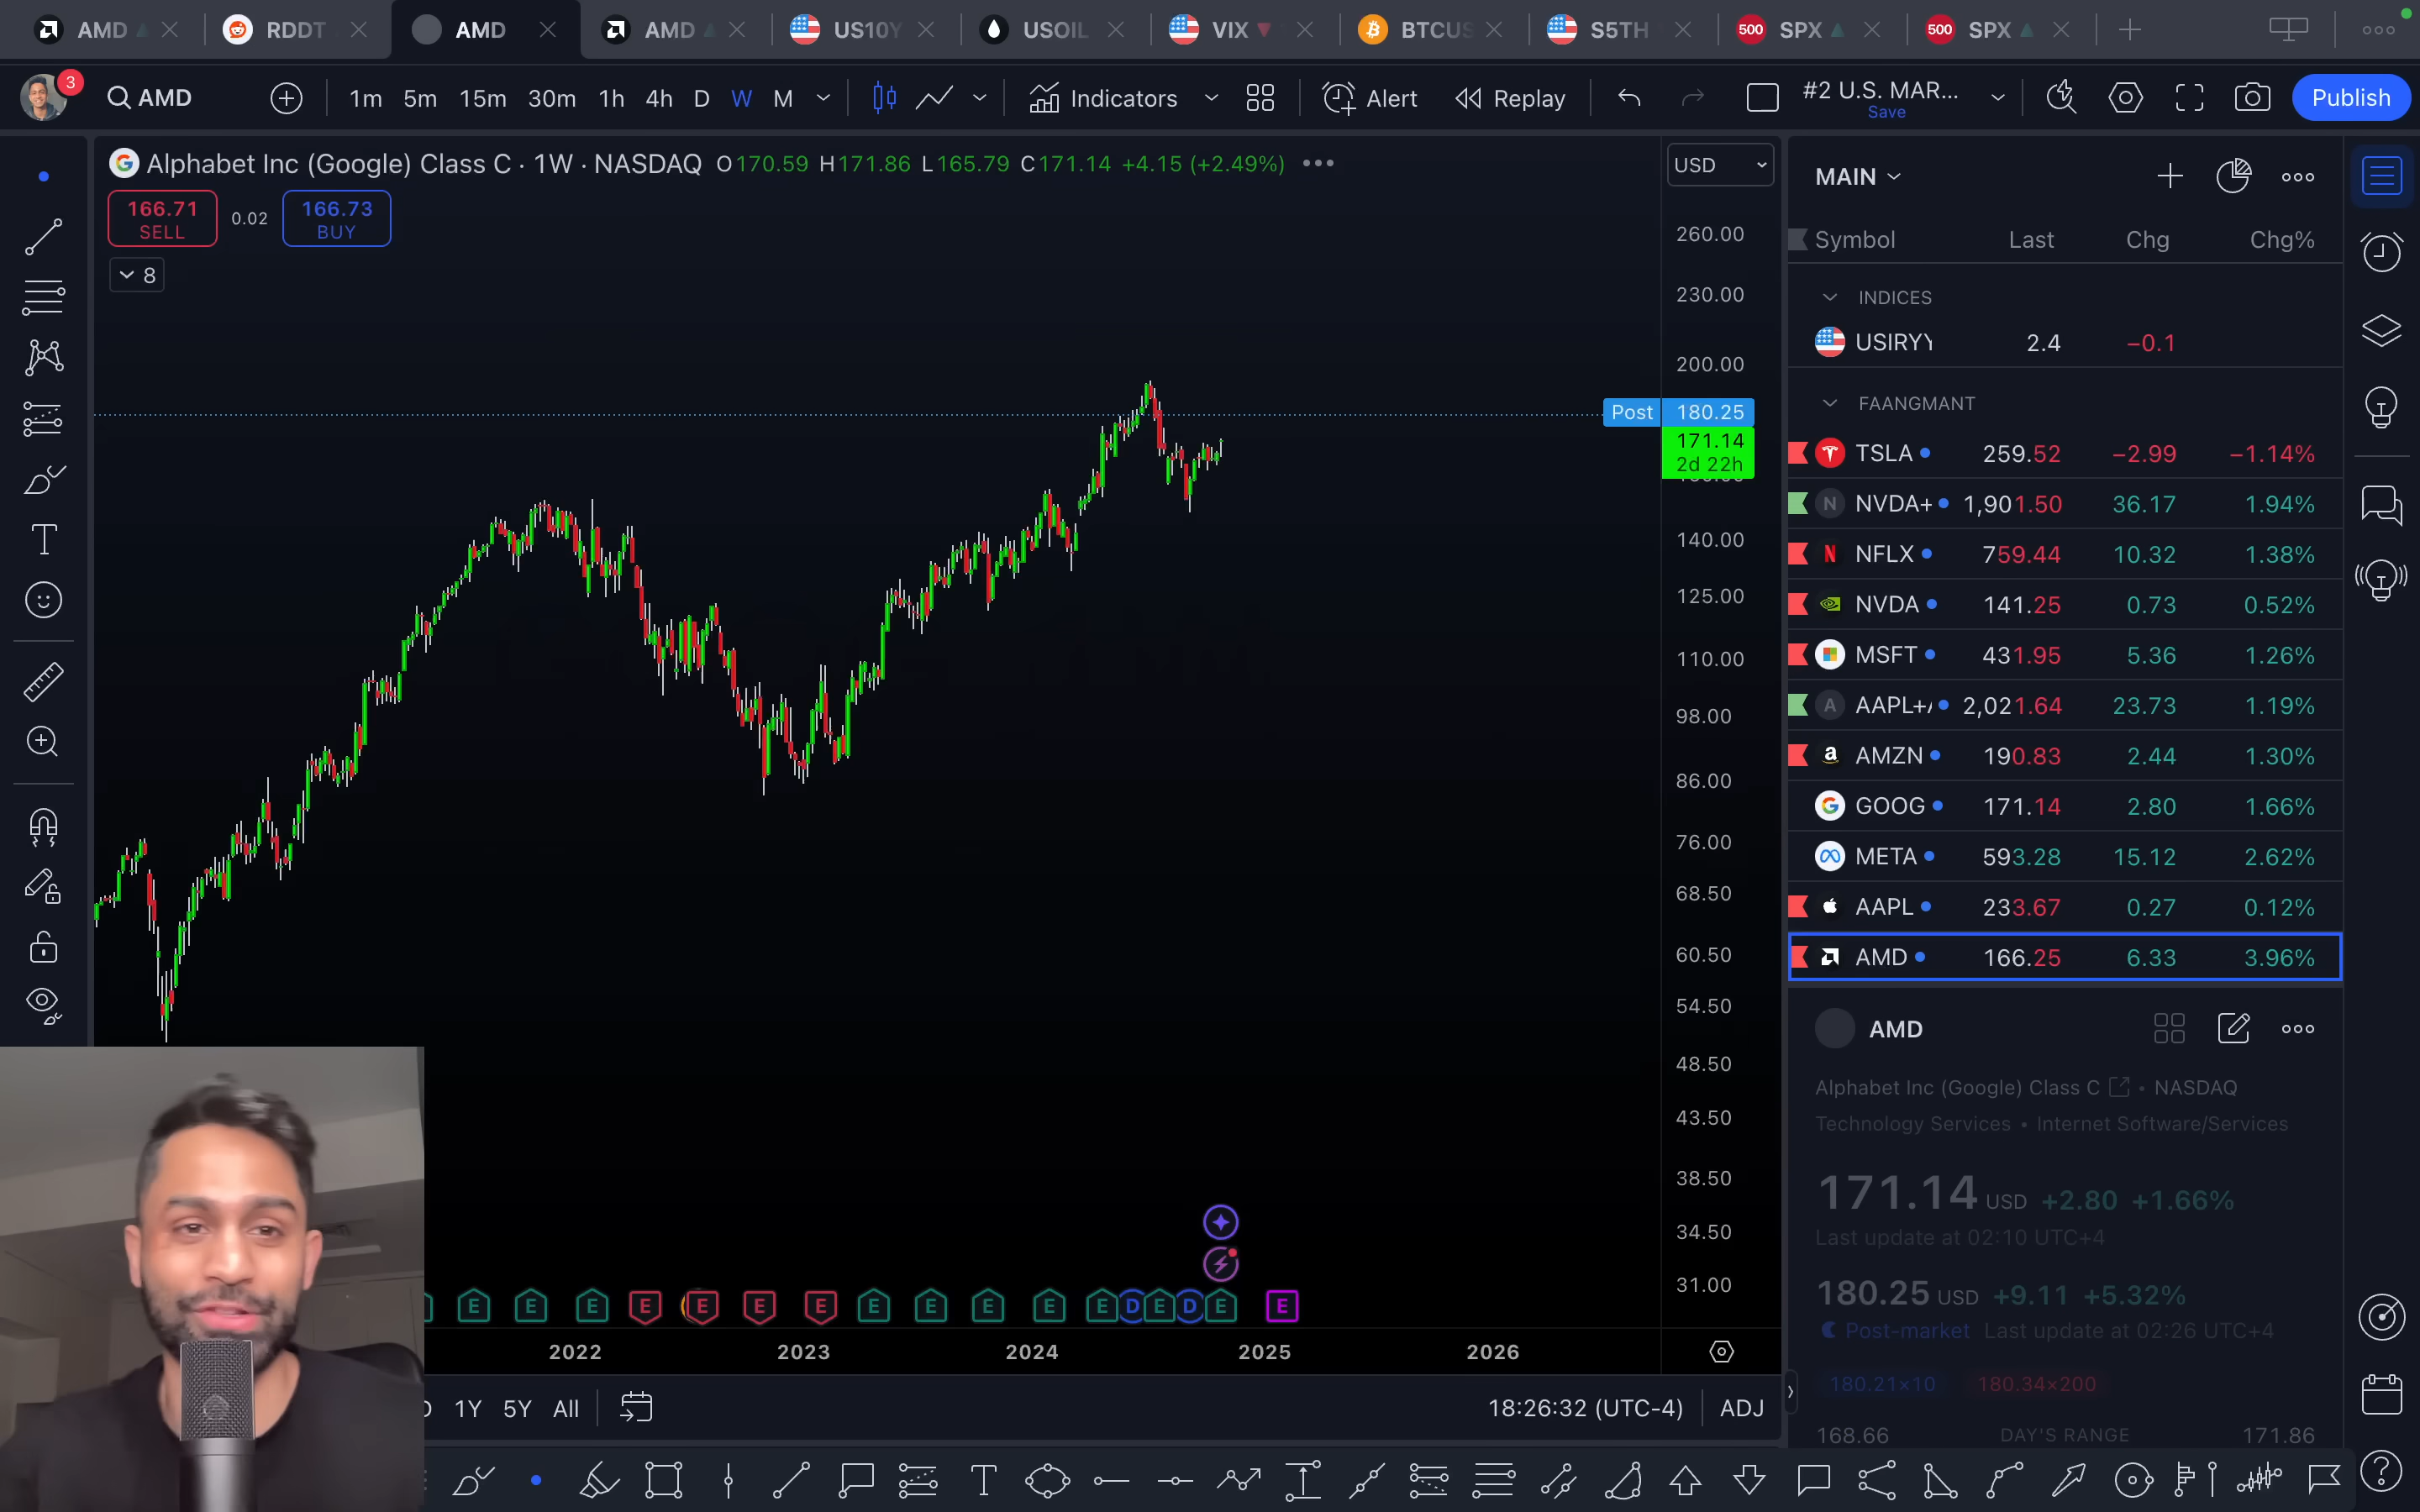 AMD RDDT AMD AMD US10Y USOIL VIX BTCUS S5TH 500 SPX 500 SPX
3 AMD 1m 5m 15m 30m 1h 4h D W M Indicators Alert Replay #2 U.S. MAR... Save Publish
Alphabet Inc (Google) Class C · 1W · NASDAQ O170.59 H171.86 L165.79 C171.14 +4.15 (+2.49%)
166.71 SELL 0.02 166.73 BUY
8
USD
260.00
230.00
200.00
Post 180.25
171.14
2d 22h
140.00
125.00
110.00
98.00
86.00
76.00
68.50
60.50
54.50
48.50
43.50
38.50
34.50
31.00
E E E E E E E E E E E E D E D E E
2022 2023 2024 2025 2026
1Y 5Y All 18:26:32 (UTC-4) ADJ
MAIN
Symbol Last Chg Chg%
INDICES
USIRYY 2.4 −0.1
FAANGMANT
TSLA 259.52 −2.99 −1.14%
NVDA+ 1,901.50 36.17 1.94%
NFLX 759.44 10.32 1.38%
NVDA 141.25 0.73 0.52%
MSFT 431.95 5.36 1.26%
AAPL+/ 2,021.64 23.73 1.19%
AMZN 190.83 2.44 1.30%
GOOG 171.14 2.80 1.66%
META 593.28 15.12 2.62%
AAPL 233.67 0.27 0.12%
AMD 166.25 6.33 3.96%
AMD
Alphabet Inc (Google) Class C • NASDAQ
Technology Services • Internet Software/Services
171.14 USD +2.80 +1.66%
Last update at 02:10 UTC+4
180.25 USD +9.11 +5.32%
Post-market Last update at 02:26 UTC+4
180.21×10 180.34×200
168.66 DAY'S RANGE 171.86